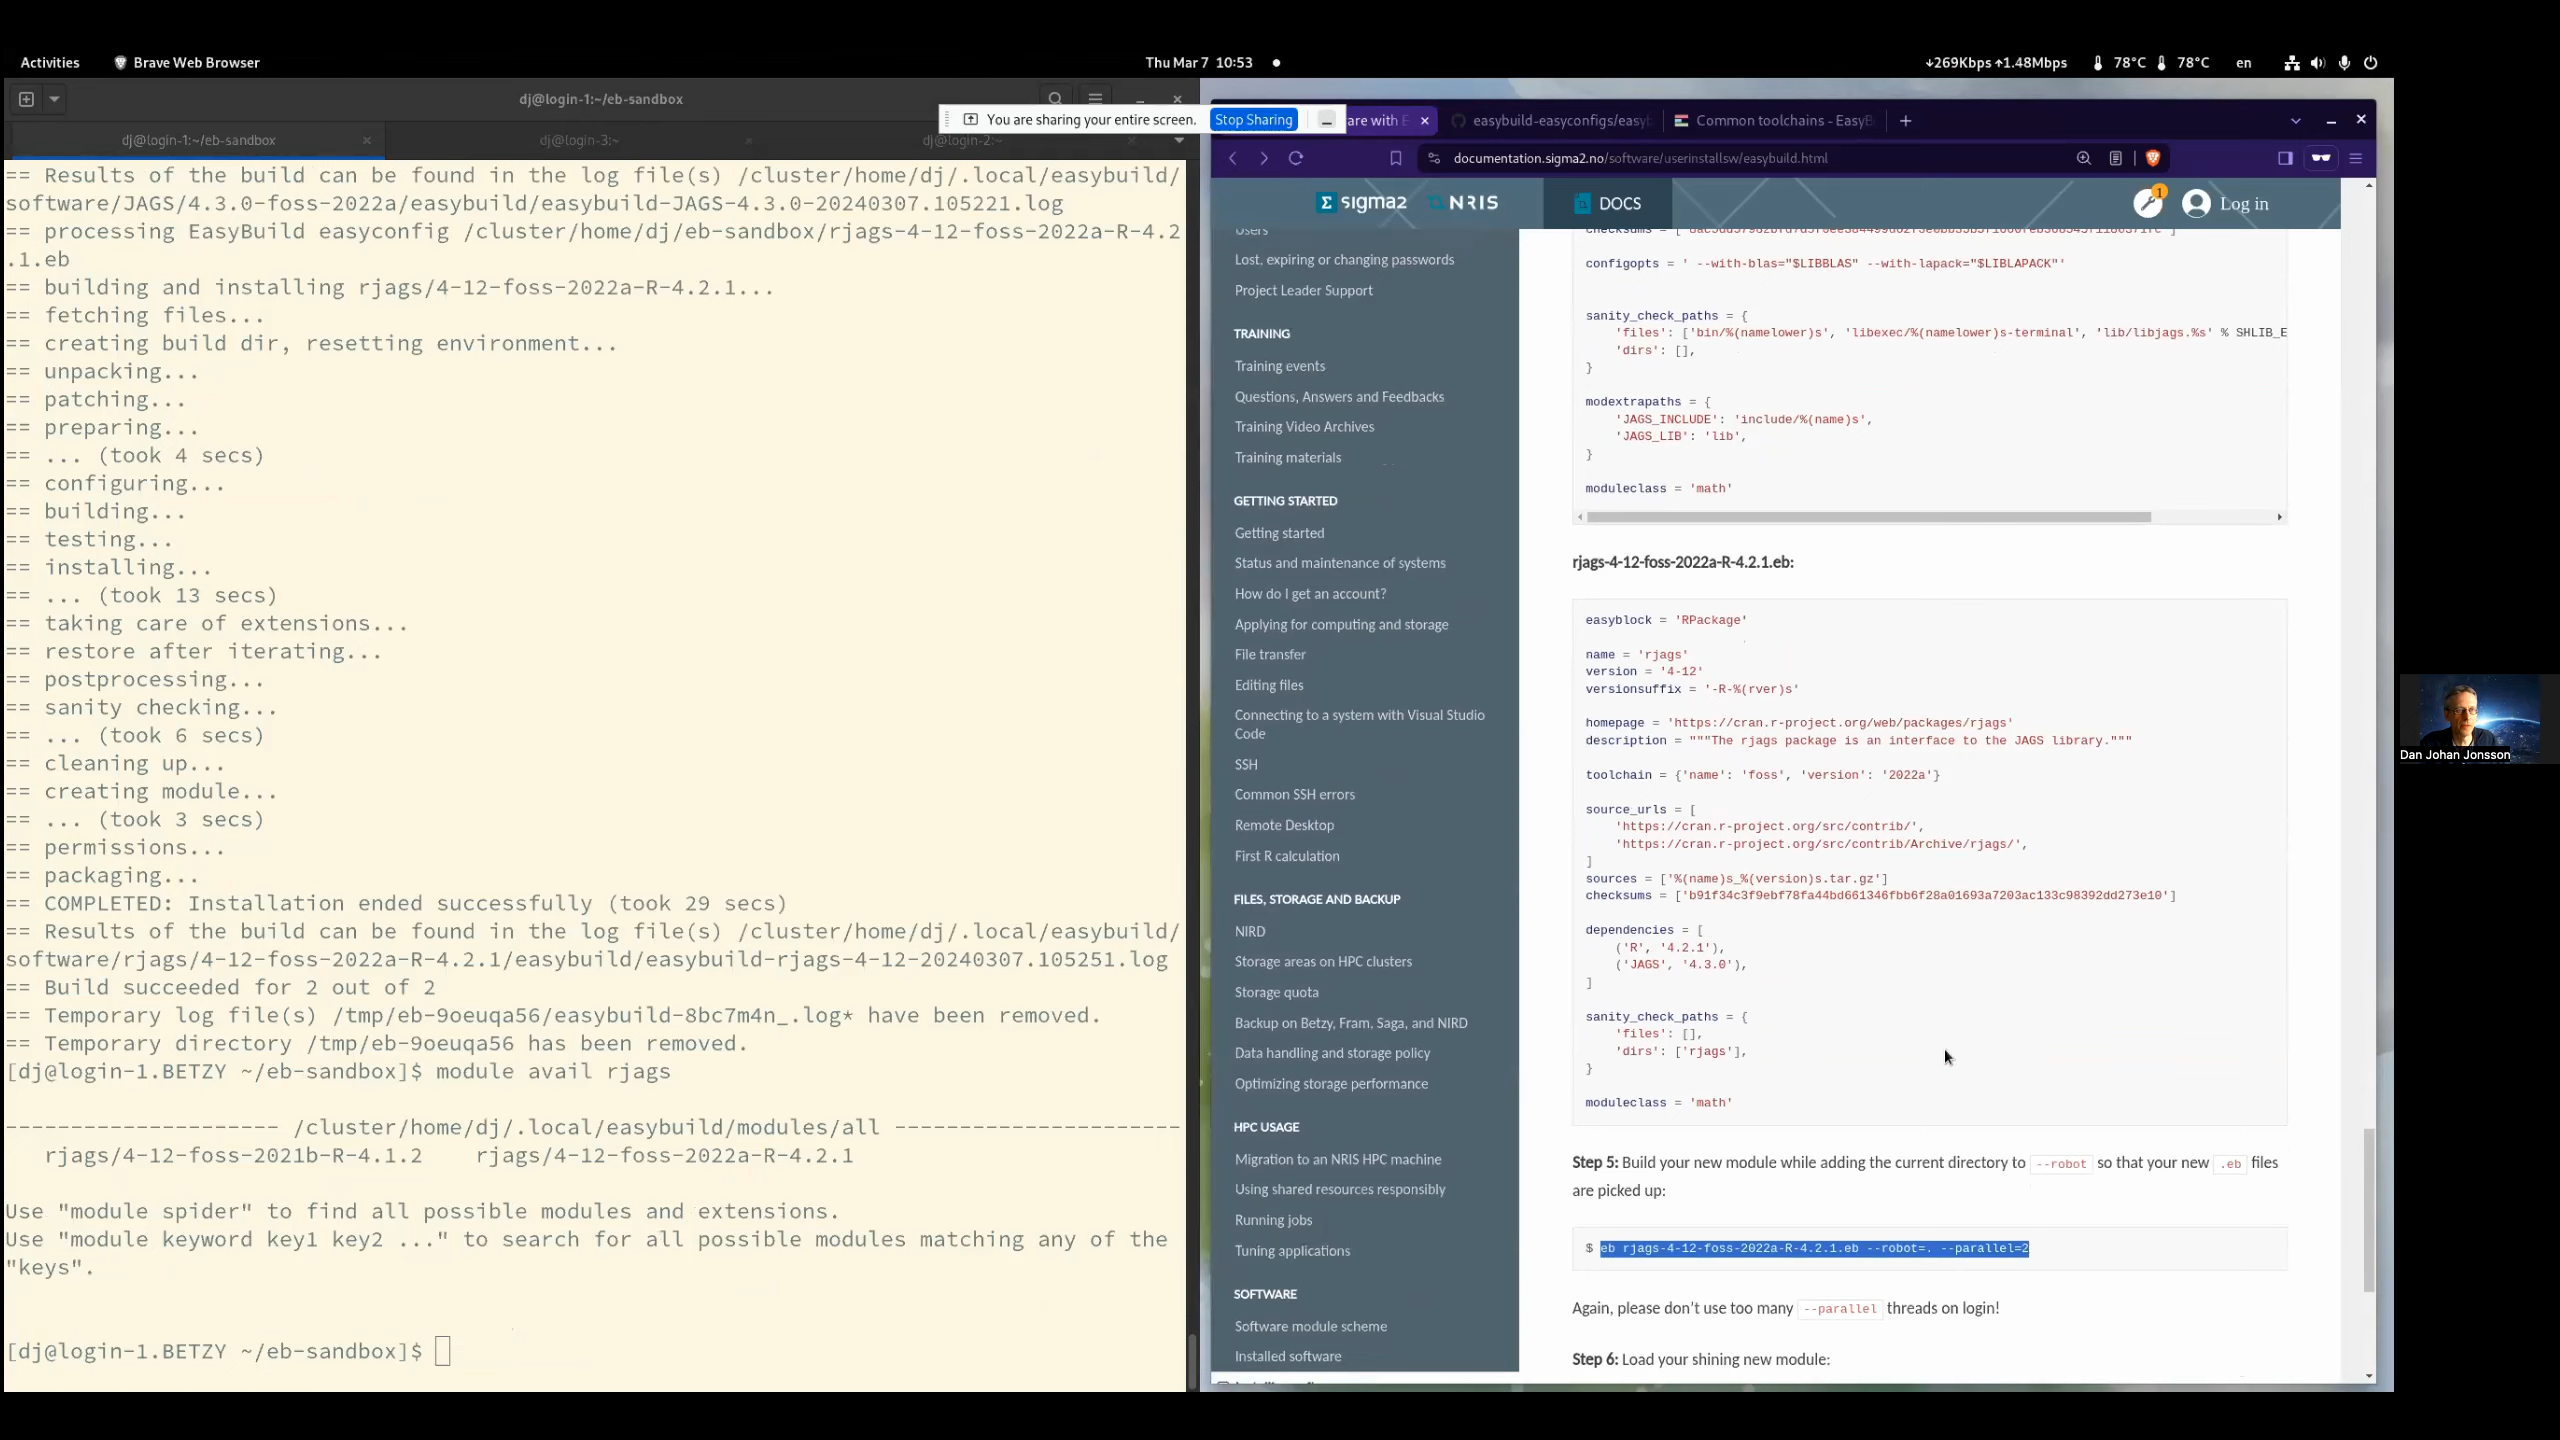 Activities
Brave Web Browser
Thu Mar 7 10:53
↓269Kbps ↑1.48Mbps
78°C
78°C
en
dj@login-1:~/eb-sandbox
dj@login-1:~/eb-sandbox
dj@login-3:~
dj@login-2:~
You are sharing your entire screen.
Stop Sharing
== Results of the build can be found in the log file(s) /cluster/home/dj/.local/easybuild/
software/JAGS/4.3.0-foss-2022a/easybuild/easybuild-JAGS-4.3.0-20240307.105221.log
== processing EasyBuild easyconfig /cluster/home/dj/eb-sandbox/rjags-4-12-foss-2022a-R-4.2
.1.eb
== building and installing rjags/4-12-foss-2022a-R-4.2.1...
== fetching files...
== creating build dir, resetting environment...
== unpacking...
== patching...
== preparing...
== ... (took 4 secs)
== configuring...
== building...
== testing...
== installing...
== ... (took 13 secs)
== taking care of extensions...
== restore after iterating...
== postprocessing...
== sanity checking...
== ... (took 6 secs)
== cleaning up...
== creating module...
== ... (took 3 secs)
== permissions...
== packaging...
== COMPLETED: Installation ended successfully (took 29 secs)
== Results of the build can be found in the log file(s) /cluster/home/dj/.local/easybuild/
software/rjags/4-12-foss-2022a-R-4.2.1/easybuild/easybuild-rjags-4-12-20240307.105251.log
== Build succeeded for 2 out of 2
== Temporary log file(s) /tmp/eb-9oeuqa56/easybuild-8bc7m4n_.log* have been removed.
== Temporary directory /tmp/eb-9oeuqa56 has been removed.
[dj@login-1.BETZY ~/eb-sandbox]$ module avail rjags
-------------------- /cluster/home/dj/.local/easybuild/modules/all ----------------------
rjags/4-12-foss-2021b-R-4.1.2    rjags/4-12-foss-2022a-R-4.2.1
Use "module spider" to find all possible modules and extensions.
Use "module keyword key1 key2 ..." to search for all possible modules matching any of the
"keys".
[dj@login-1.BETZY ~/eb-sandbox]$
easybuild-easyconfigs/easyb
Common toolchains - EasyB
documentation.sigma2.no/software/userinstallsw/easybuild.html
sigma2
NRIS
DOCS
1
Log in
Users
Lost, expiring or changing passwords
Project Leader Support
TRAINING
Training events
Questions, Answers and Feedbacks
Training Video Archives
Training materials
GETTING STARTED
Getting started
Status and maintenance of systems
How do I get an account?
Applying for computing and storage
File transfer
Editing files
Connecting to a system with Visual Studio
Code
SSH
Common SSH errors
Remote Desktop
First R calculation
FILES, STORAGE AND BACKUP
NIRD
Storage areas on HPC clusters
Storage quota
Backup on Betzy, Fram, Saga, and NIRD
Data handling and storage policy
Optimizing storage performance
HPC USAGE
Migration to an NRIS HPC machine
Using shared resources responsibly
Running jobs
Tuning applications
SOFTWARE
Software module scheme
Installed software
configopts = ' --with-blas="$LIBBLAS" --with-lapack="$LIBLAPACK"'
sanity_check_paths = {
'files': ['bin/%(namelower)s', 'libexec/%(namelower)s-terminal', 'lib/libjags.%s' % SHLIB_E
'dirs': [],
}
modextrapaths = {
'JAGS_INCLUDE': 'include/%(name)s',
'JAGS_LIB': 'lib',
}
moduleclass = 'math'
rjags-4-12-foss-2022a-R-4.2.1.eb:
easyblock = 'RPackage'
name = 'rjags'
version = '4-12'
versionsuffix = '-R-%(rver)s'
homepage = 'https://cran.r-project.org/web/packages/rjags'
description = """The rjags package is an interface to the JAGS library."""
toolchain = {'name': 'foss', 'version': '2022a'}
source_urls = [
'https://cran.r-project.org/src/contrib/',
'https://cran.r-project.org/src/contrib/Archive/rjags/',
]
sources = ['%(name)s_%(version)s.tar.gz']
checksums = ['b91f34c3f9ebf78fa44bd661346fbb6f28a01693a7203ac133c98392dd273e10']
dependencies = [
('R', '4.2.1'),
('JAGS', '4.3.0'),
]
sanity_check_paths = {
'files': [],
'dirs': ['rjags'],
}
moduleclass = 'math'
Step 5: Build your new module while adding the current directory to --robot so that your new .eb files
are picked up:
$ eb rjags-4-12-foss-2022a-R-4.2.1.eb --robot=. --parallel=2
Again, please don't use too many --parallel threads on login!
Step 6: Load your shining new module:
Dan Johan Jonsson